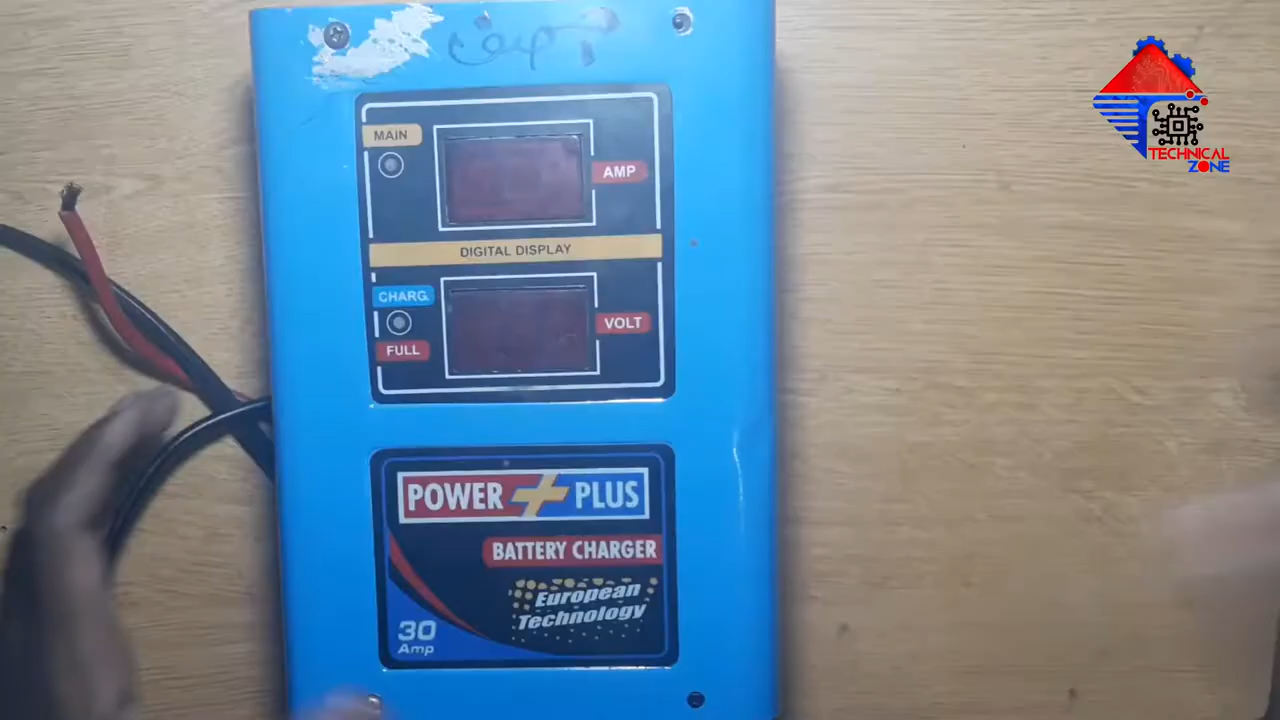 MAIN
AMP
DIGITAL DISPLAY
CHARG.
VOLT
FULL
POWER PLUS
BATTERY CHARGER
European
Technology
30
Amp
TECHNICAL
ZONE